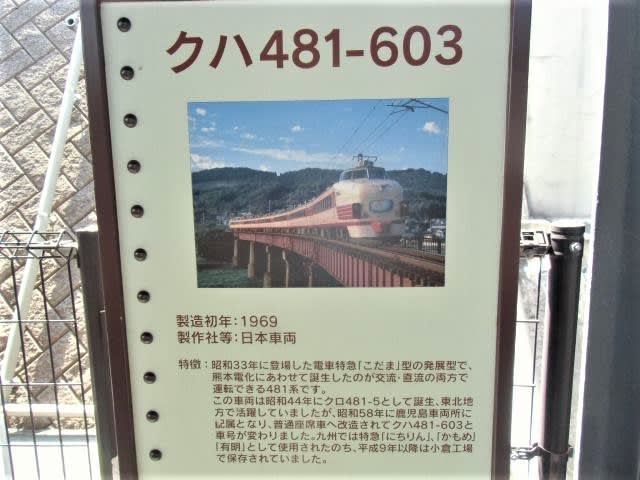 クハ481-603
製造初年：1969
製作社等：日本車両
特徴：昭和33年に登場した電車特急「こだま」型の発展型で、
熊本電化にあわせて誕生したのが交流・直流の両方で
運転できる481系です。
この車両は昭和44年にクロ481-5として誕生、東北地
方で活躍していましたが、昭和58年に鹿児島車両所に
配属となり、普通座席車へ改造されてクハ481-603と
車号が変わりました。九州では特急「にちりん」、「かもめ」
「有明」として使用されたのち、平成9年以降は小倉工場
で保存されていました。